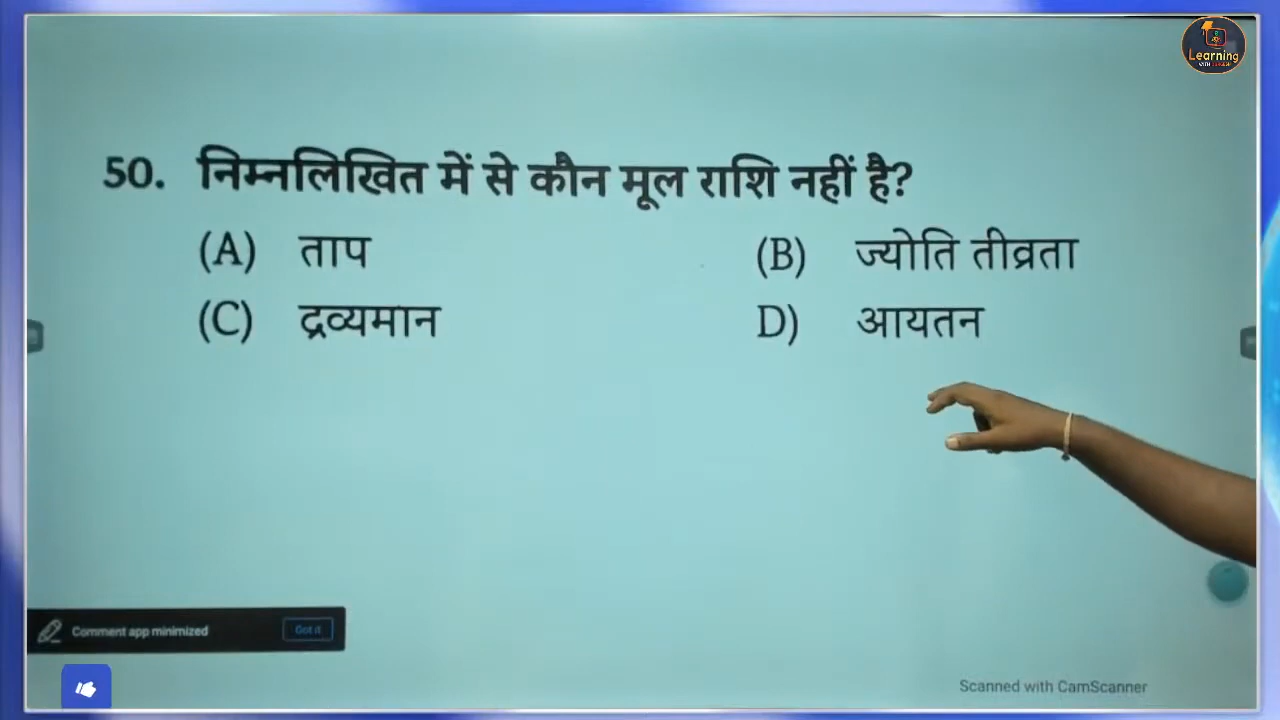 Learning
50. निम्नलिखित में से कौन मूल राशि नहीं है?
(A) ताप (B) ज्योति तीव्रता
(C) द्रव्यमान D) आयतन
Comment app minimized Got it
Scanned with CamScanner